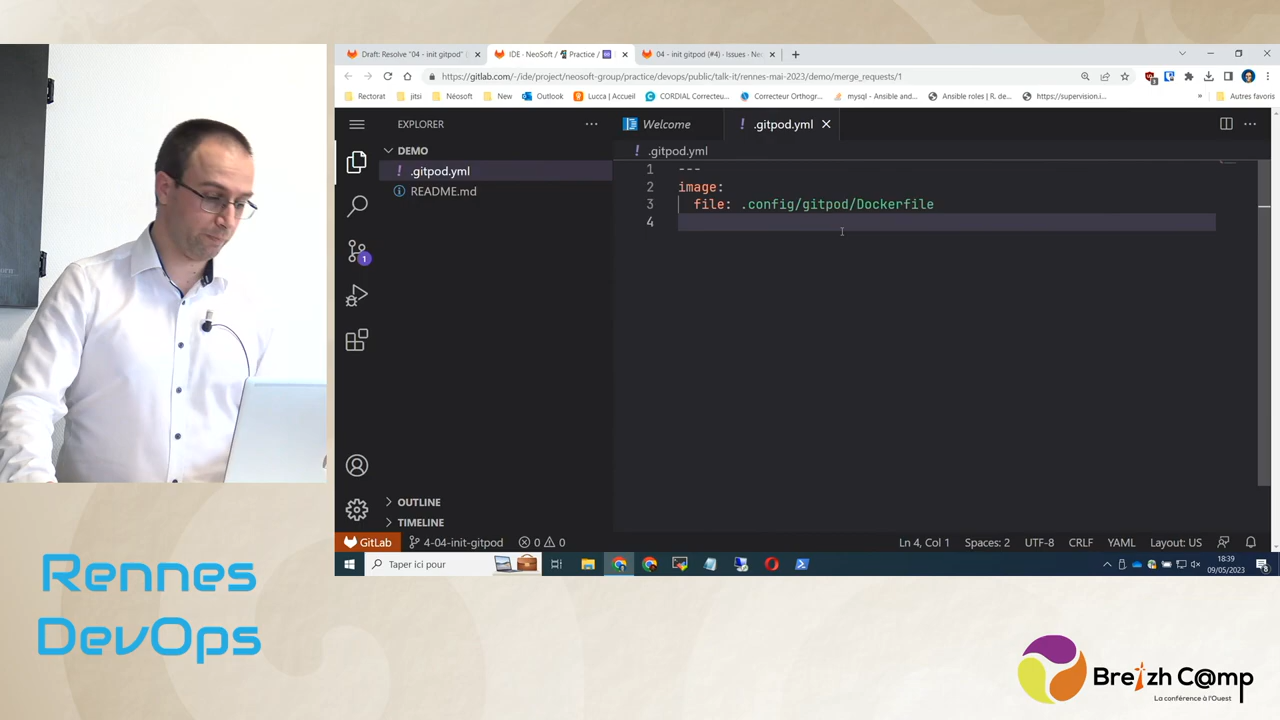 Draft: Resolve "04 - init gitpod"
IDE · NeoSoft / Practice /
04 - init gitpod (#4) · Issues · Ne
https://gitlab.com/-/ide/project/neosoft-group/practice/devops/public/talk-it/rennes-mai-2023/demo/merge_requests/1
Rectorat
jitsi
Néosoft
New
Outlook
Lucca | Accueil
CORDIAL Correcteu...
Correcteur Orthogr...
mysql - Ansible and...
Ansible roles | R. de...
https://supervision.i...
»
Autres favoris
EXPLORER
Welcome
! .gitpod.yml
DEMO
! .gitpod.yml
! .gitpod.yml
README.md
1 ---
2 image:
3 file: .config/gitpod/Dockerfile
4
1
OUTLINE
TIMELINE
GitLab
4-04-init-gitpod
0 0
Ln 4, Col 1
Spaces: 2
UTF-8
CRLF
YAML
Layout: US
Taper ici pour
18:39
09/05/2023
Rennes
DevOps
Breizh C@mp
La conférence à l'Ouest